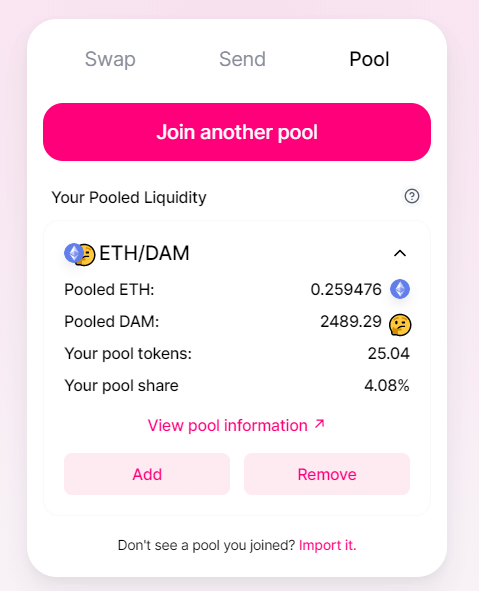 Swap Send Pool
Join another pool
Your Pooled Liquidity ?
ETH/DAM
Pooled ETH: 0.259476
Pooled DAM: 2489.29
Your pool tokens: 25.04
Your pool share 4.08%
View pool information ↗
Add Remove
Don't see a pool you joined? Import it.